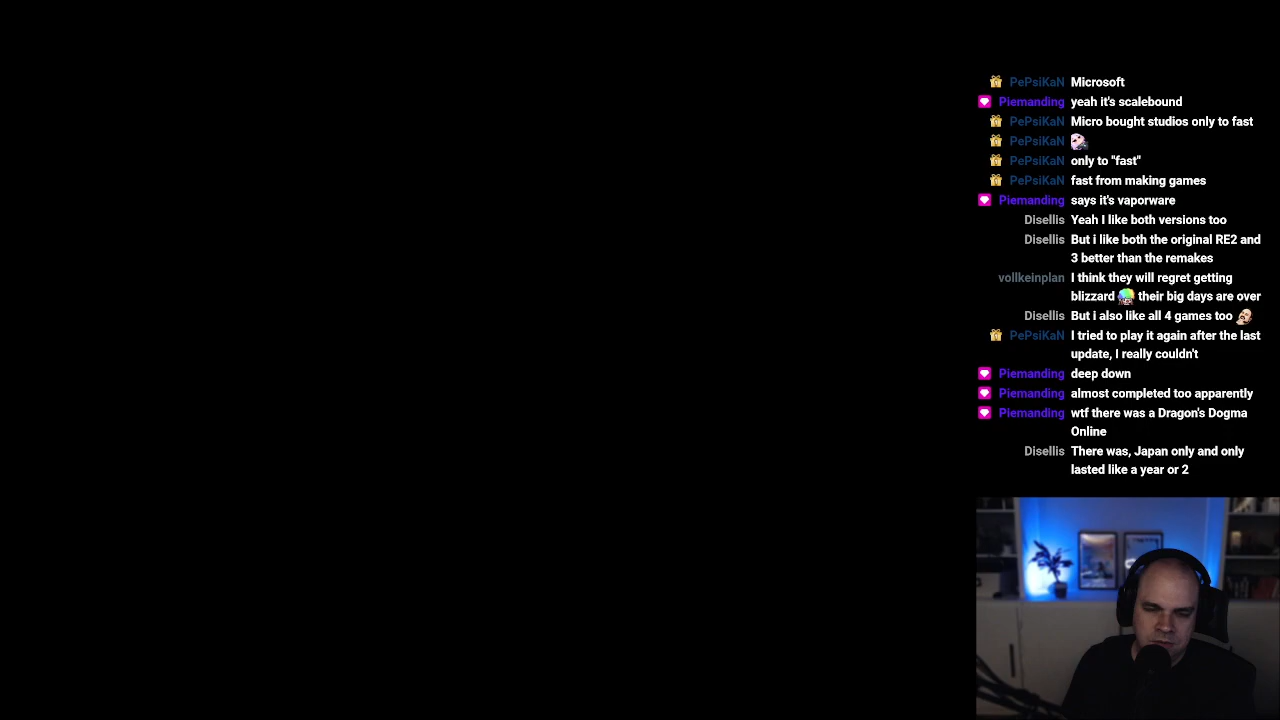 PePsiKaN Microsoft
Piemanding yeah it's scalebound
PePsiKaN Micro bought studios only to fast
PePsiKaN
PePsiKaN only to "fast"
PePsiKaN fast from making games
Piemanding says it's vaporware
Disellis Yeah I like both versions too
Disellis But i like both the original RE2 and
3 better than the remakes
vollkeinplan I think they will regret getting
blizzard their big days are over
Disellis But i also like all 4 games too
PePsiKaN I tried to play it again after the last
update, I really couldn't
Piemanding deep down
Piemanding almost completed too apparently
Piemanding wtf there was a Dragon's Dogma
Online
Disellis There was, Japan only and only
lasted like a year or 2